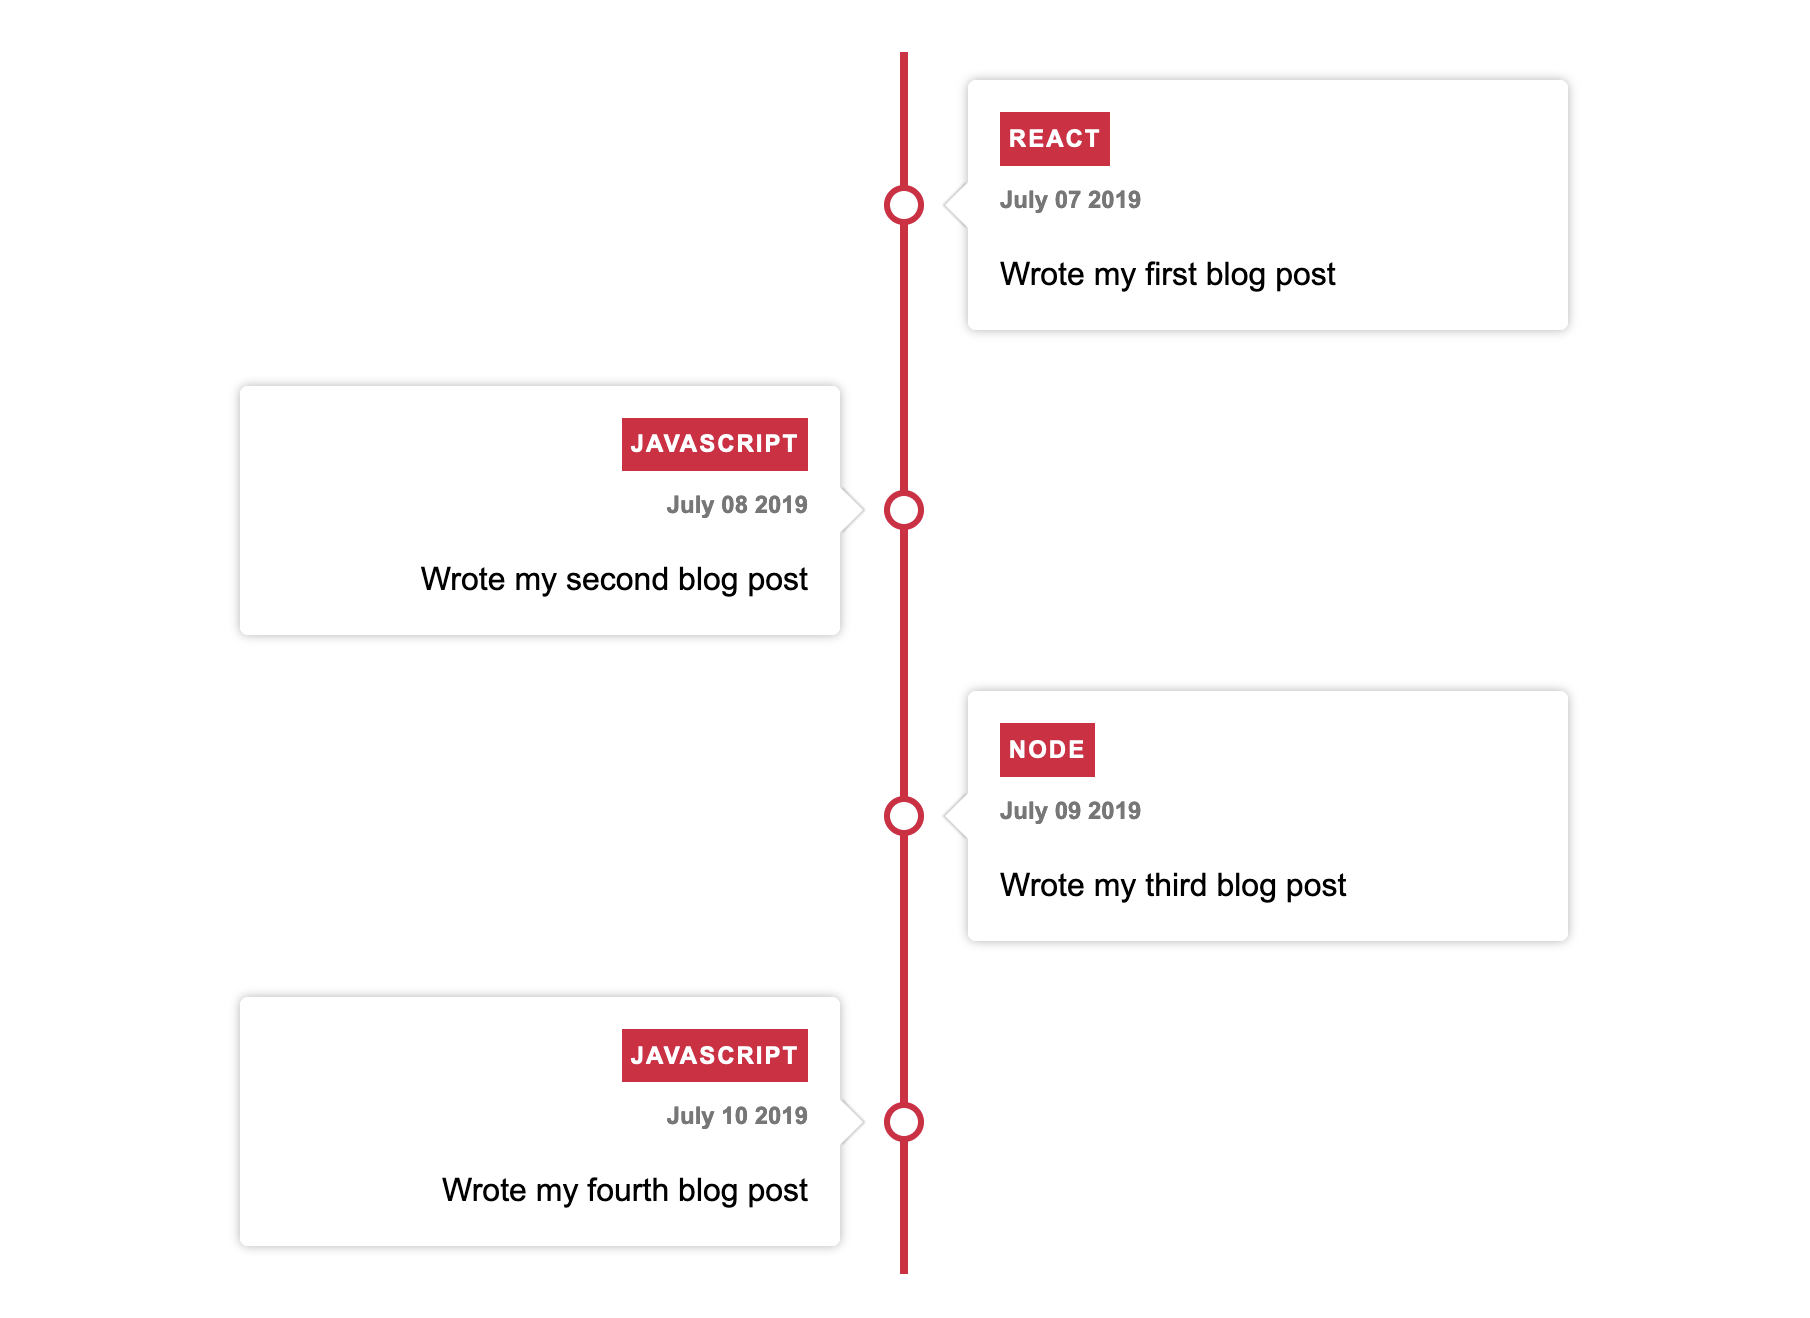 REACT
July 07 2019
Wrote my first blog post
JAVASCRIPT
July 08 2019
Wrote my second blog post
NODE
July 09 2019
Wrote my third blog post
JAVASCRIPT
July 10 2019
Wrote my fourth blog post